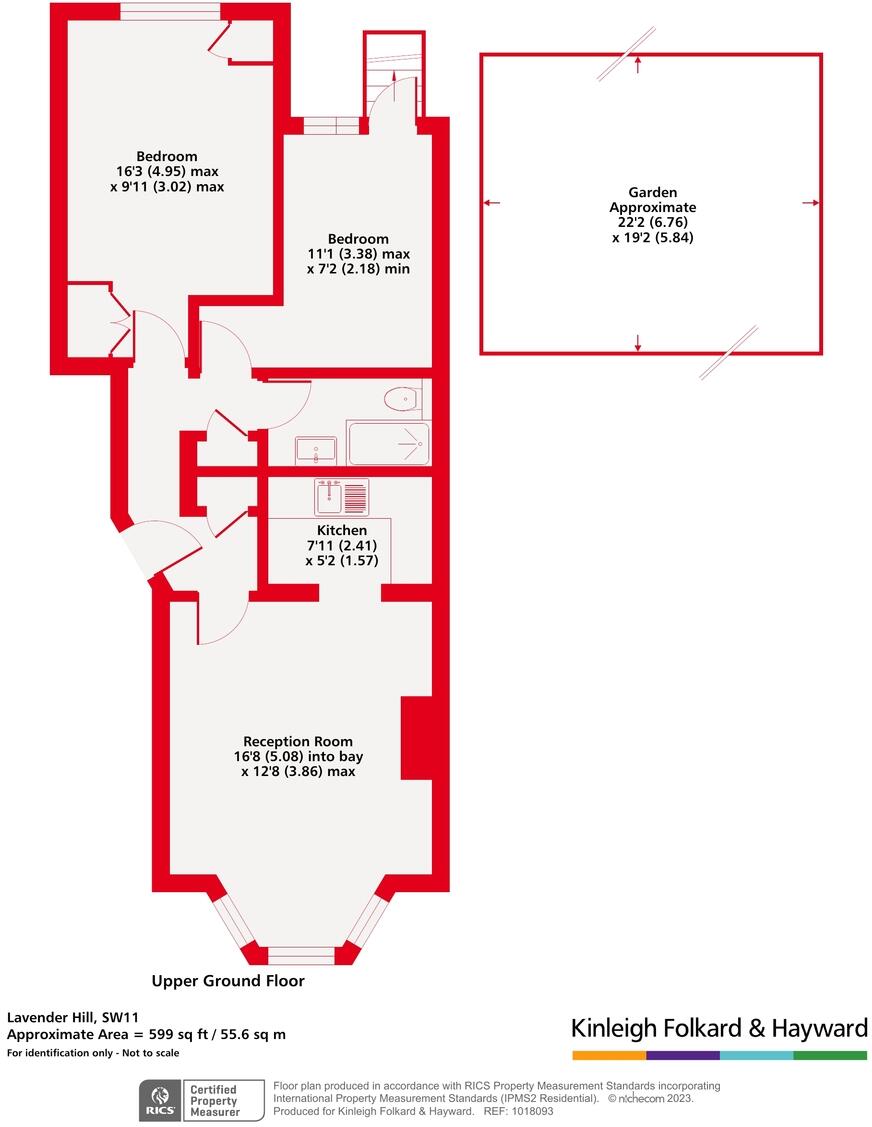 Bedroom
16'3 (4.95) max
x 9'11 (3.02) max
Bedroom
11'1 (3.38) max
x 7'2 (2.18) min
Garden
Approximate
22'2 (6.76)
x 19'2 (5.84)
Kitchen
7'11 (2.41)
x 5'2 (1.57)
Reception Room
16'8 (5.08) into bay
x 12'8 (3.86) max
Upper Ground Floor
Lavender Hill, SW11
Approximate Area = 599 sq ft / 55.6 sq m
For identification only - Not to scale
Kinleigh Folkard & Hayward
RICS
Certified
Property
Measurer
Floor plan produced in accordance with RICS Property Measurement Standards incorporating
International Property Measurement Standards (IPMS2 Residential). © nichecom 2023.
Produced for Kinleigh Folkard & Hayward. REF: 1018093